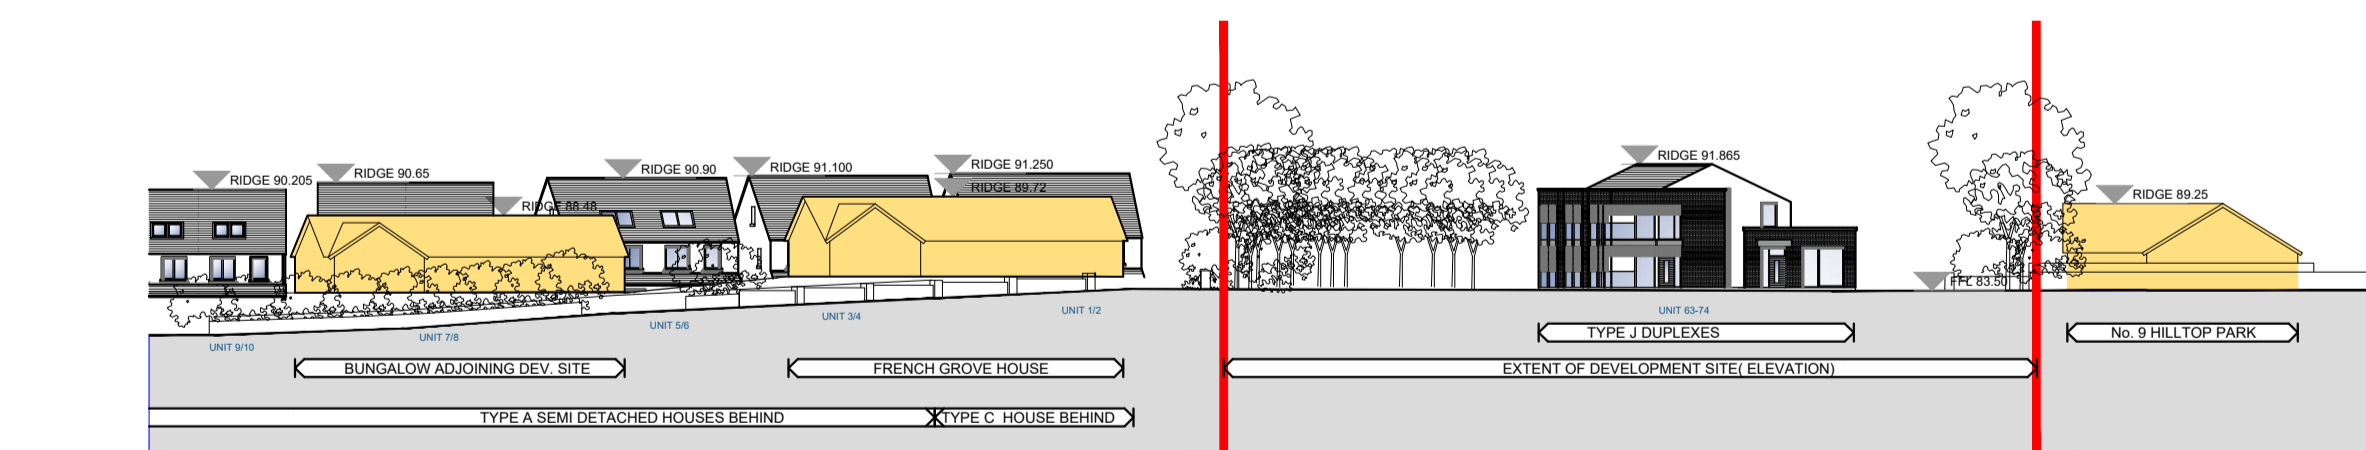 RIDGE 90.205
RIDGE 90.65
RIDGE 88.48
RIDGE 90.90
RIDGE 91.100
RIDGE 91.250
RIDGE 89.72
RIDGE 91.865
RIDGE 89.25
FFL 83.50
UNIT 9/10
UNIT 7/8
UNIT 5/6
UNIT 3/4
UNIT 1/2
UNIT 63-74
TYPE J DUPLEXES
No. 9 HILLTOP PARK
BUNGALOW ADJOINING DEV. SITE
FRENCH GROVE HOUSE
EXTENT OF DEVELOPMENT SITE( ELEVATION)
TYPE A SEMI DETACHED HOUSES BEHIND
TYPE C HOUSE BEHIND